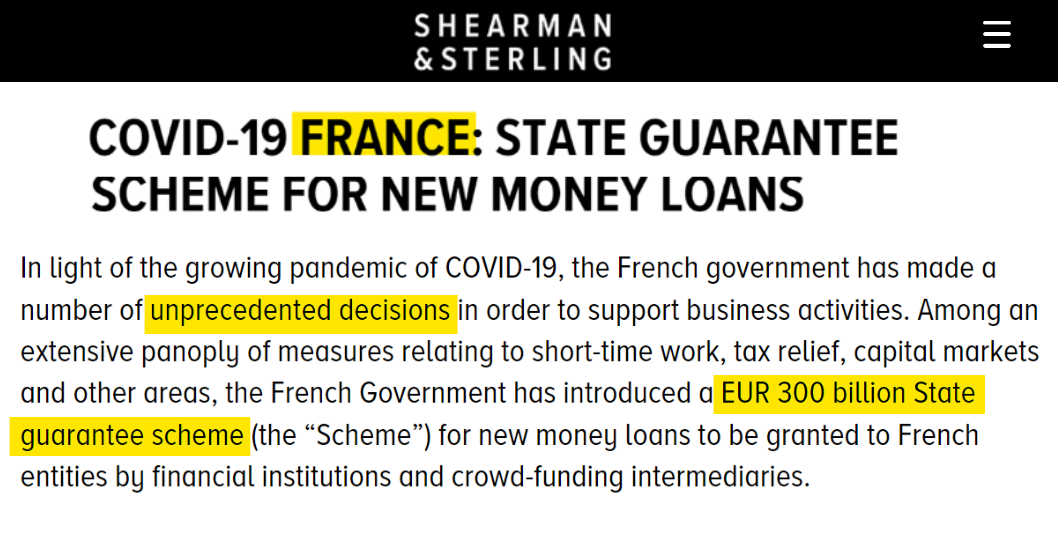 SHEARMAN
& STERLING
COVID-19 FRANCE: STATE GUARANTEE
SCHEME FOR NEW MONEY LOANS
In light of the growing pandemic of COVID-19, the French government has made a
number of unprecedented decisions in order to support business activities. Among an
extensive panoply of measures relating to short-time work, tax relief, capital markets
and other areas, the French Government has introduced a EUR 300 billion State
guarantee scheme (the “Scheme”) for new money loans to be granted to French
entities by financial institutions and crowd-funding intermediaries.